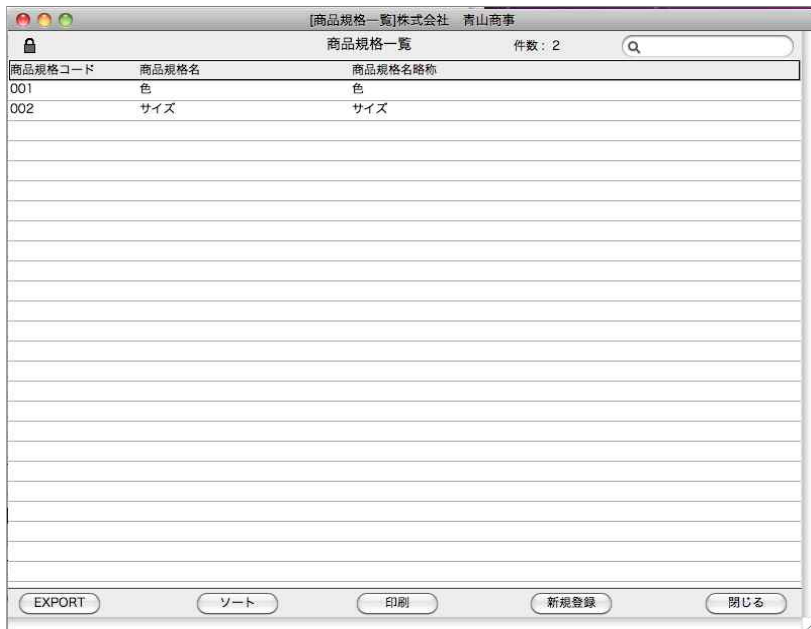 [商品規格一覧]株式会社　青山商事
商品規格一覧 件数： 2
商品規格コード 商品規格名 商品規格名略称
001 色 色
002 サイズ サイズ
EXPORT ソート 印刷 新規登録 閉じる